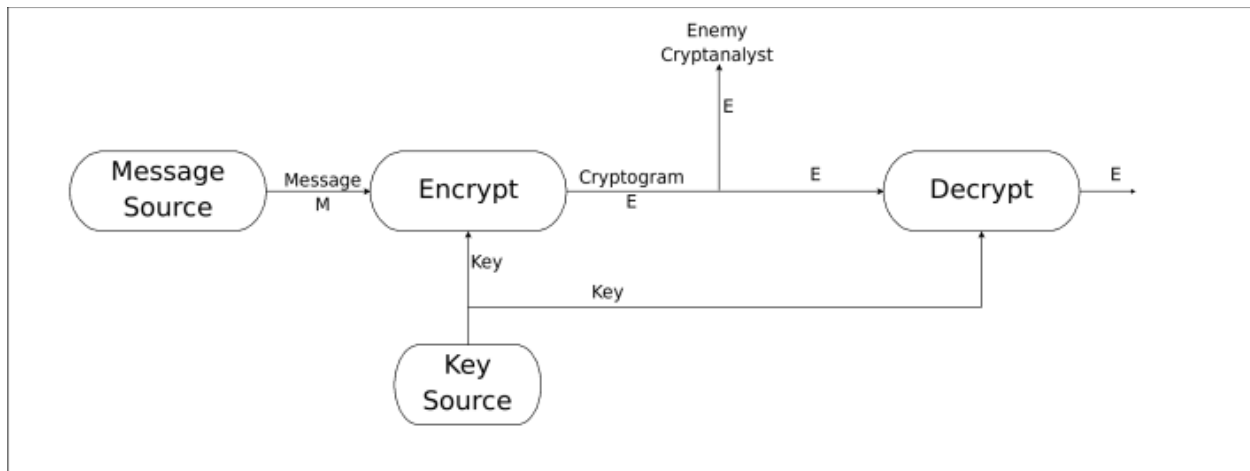 Enemy
Cryptanalyst
E
Message
Source
Message
M
Encrypt
Cryptogram
E
E
Decrypt
E
Key
Key
Key
Source